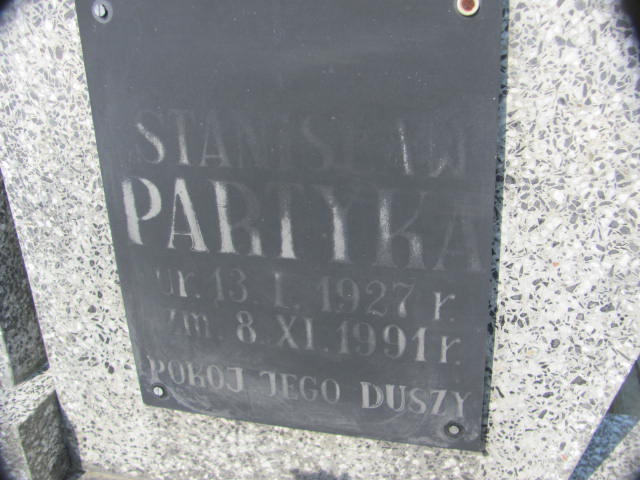 STANISŁAW
PARTYKA
ur. 13. I. 1927 r.
zm. 8. XI. 1991 r.
POKOJ JEGO DUSZY